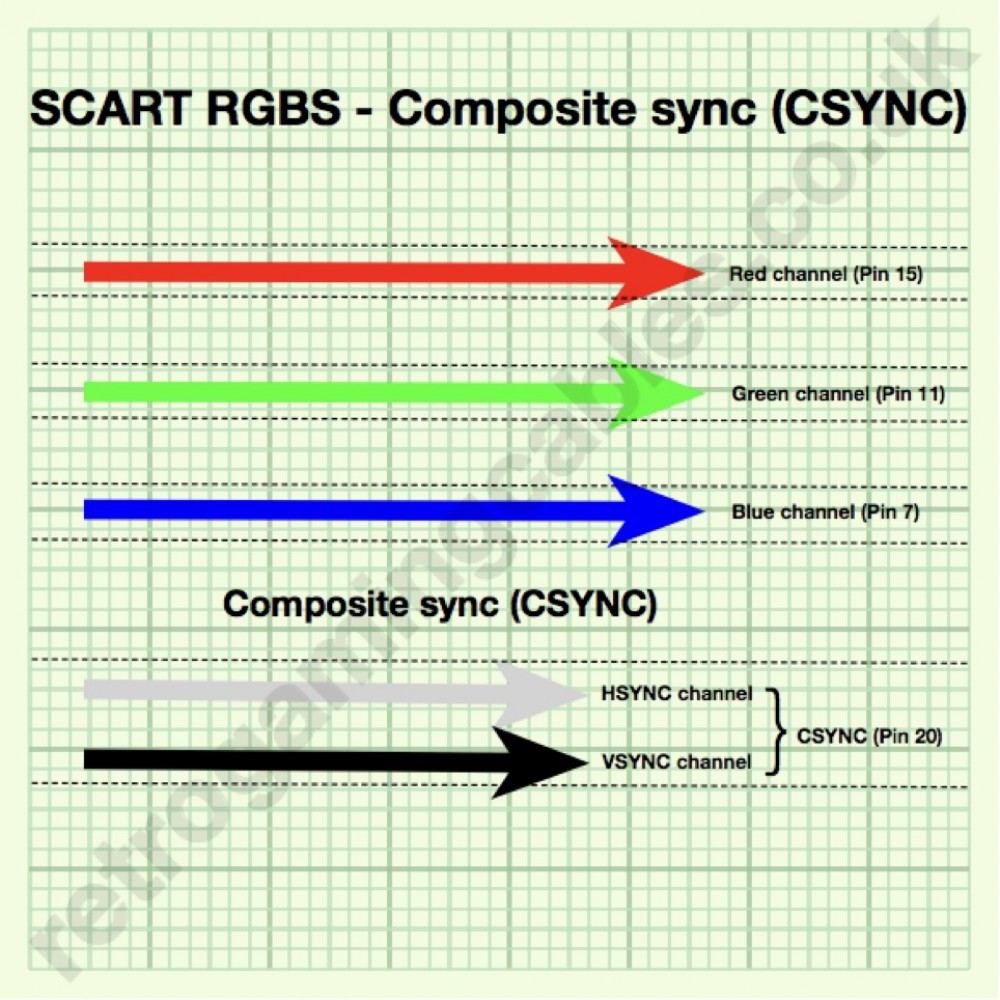 SCART RGBS - Composite sync (CSYNC)
Red channel (Pin 15)
Green channel (Pin 11)
Blue channel (Pin 7)
Composite sync (CSYNC)
HSYNC channel
CSYNC (Pin 20)
VSYNC channel
retrogamingcables.co.uk